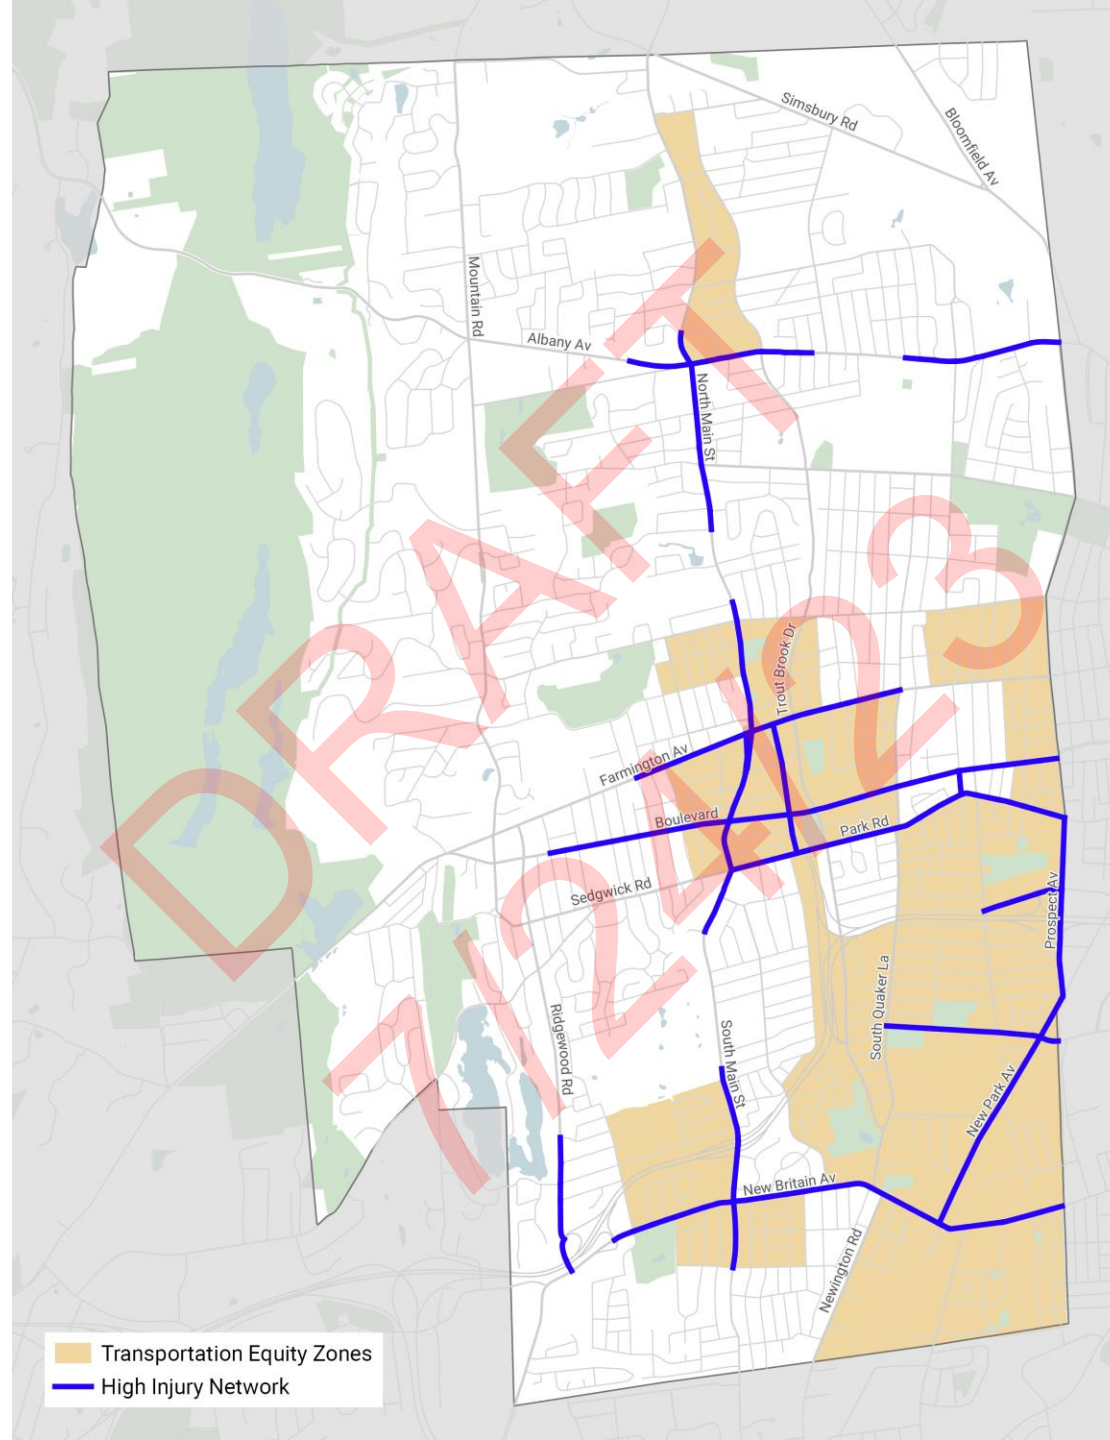 Simsbury Rd
Bloomfield Av
Mountain Rd
Albany Av
North Main St
Trout Brook Dr
Farmington Av
Boulevard
Park Rd
Sedgwick Rd
Prospect Av
South Quaker La
Ridgewood Rd
South Main St
New Park Av
New Britain Av
Newington Rd
DRAFT
7/24/23
Transportation Equity Zones
High Injury Network